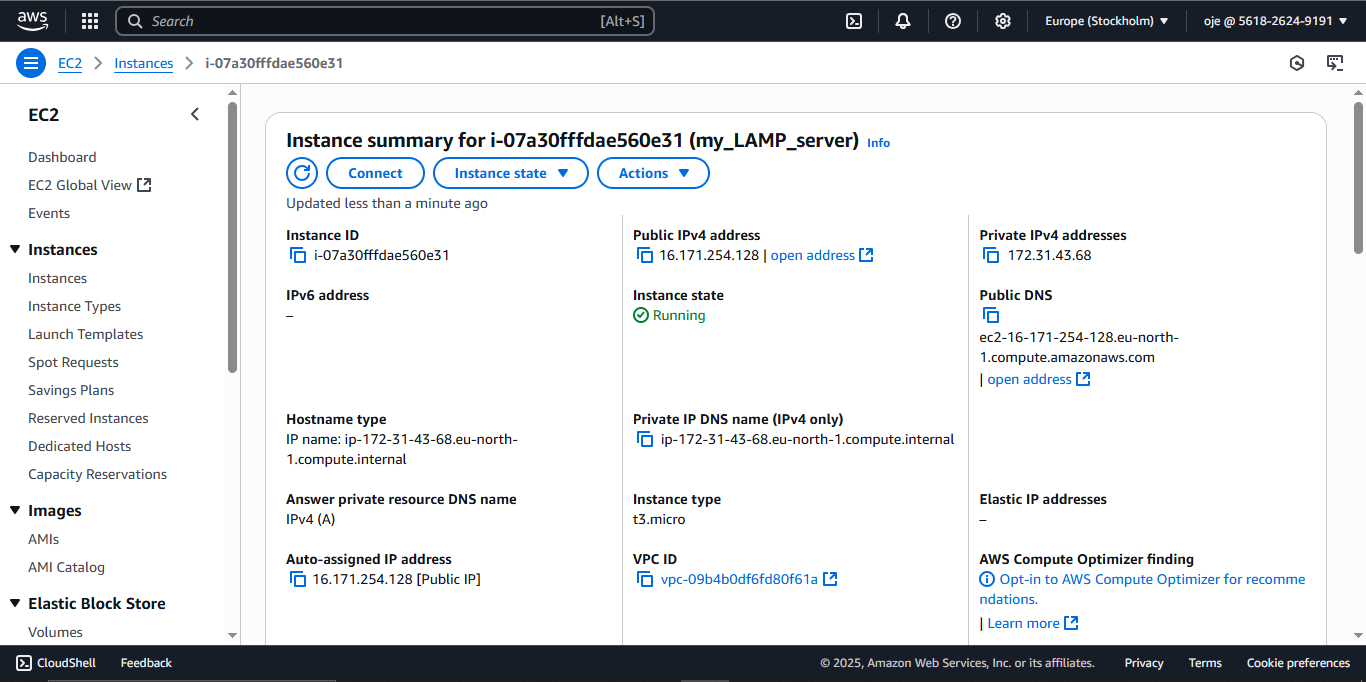 aws
Search [Alt+S]
Europe (Stockholm)
oje @ 5618-2624-9191
EC2
Instances
i-07a30fffdae560e31
EC2
Dashboard
EC2 Global View
Events
Instances
Instances
Instance Types
Launch Templates
Spot Requests
Savings Plans
Reserved Instances
Dedicated Hosts
Capacity Reservations
Images
AMIs
AMI Catalog
Elastic Block Store
Volumes
Instance summary for i-07a30fffdae560e31 (my_LAMP_server) Info
Connect
Instance state
Actions
Updated less than a minute ago
Instance ID
i-07a30fffdae560e31
Public IPv4 address
16.171.254.128 | open address
Private IPv4 addresses
172.31.43.68
IPv6 address
–
Instance state
Running
Public DNS
ec2-16-171-254-128.eu-north-
1.compute.amazonaws.com
| open address
Hostname type
IP name: ip-172-31-43-68.eu-north-
1.compute.internal
Private IP DNS name (IPv4 only)
ip-172-31-43-68.eu-north-1.compute.internal
Answer private resource DNS name
IPv4 (A)
Instance type
t3.micro
Elastic IP addresses
–
Auto-assigned IP address
16.171.254.128 [Public IP]
VPC ID
vpc-09b4b0df6fd80f61a
AWS Compute Optimizer finding
Opt-in to AWS Compute Optimizer for recomme
ndations.
| Learn more
CloudShell
Feedback
© 2025, Amazon Web Services, Inc. or its affiliates.
Privacy
Terms
Cookie preferences